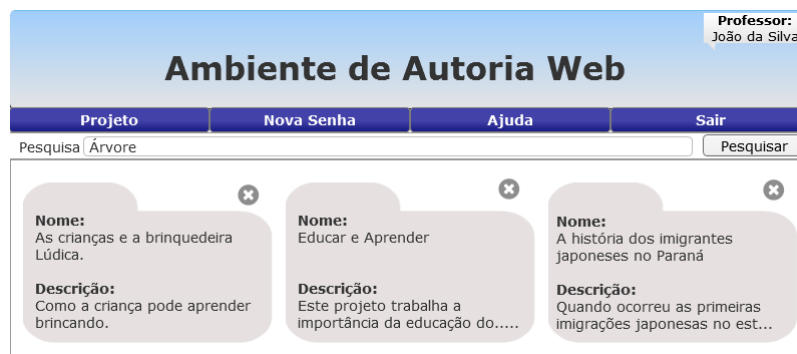 Professor:
João da Silva
Ambiente de Autoria Web
Projeto
Nova Senha
Ajuda
Sair
Pesquisa
Árvore
Pesquisar
Nome:
As crianças e a brinquedeira
Lúdica.
Descrição:
Como a criança pode aprender
brincando.
Nome:
Educar e Aprender
Descrição:
Este projeto trabalha a
importância da educação do.....
Nome:
A história dos imigrantes
japoneses no Paraná
Descrição:
Quando ocorreu as primeiras
imigrações japonesas no est...